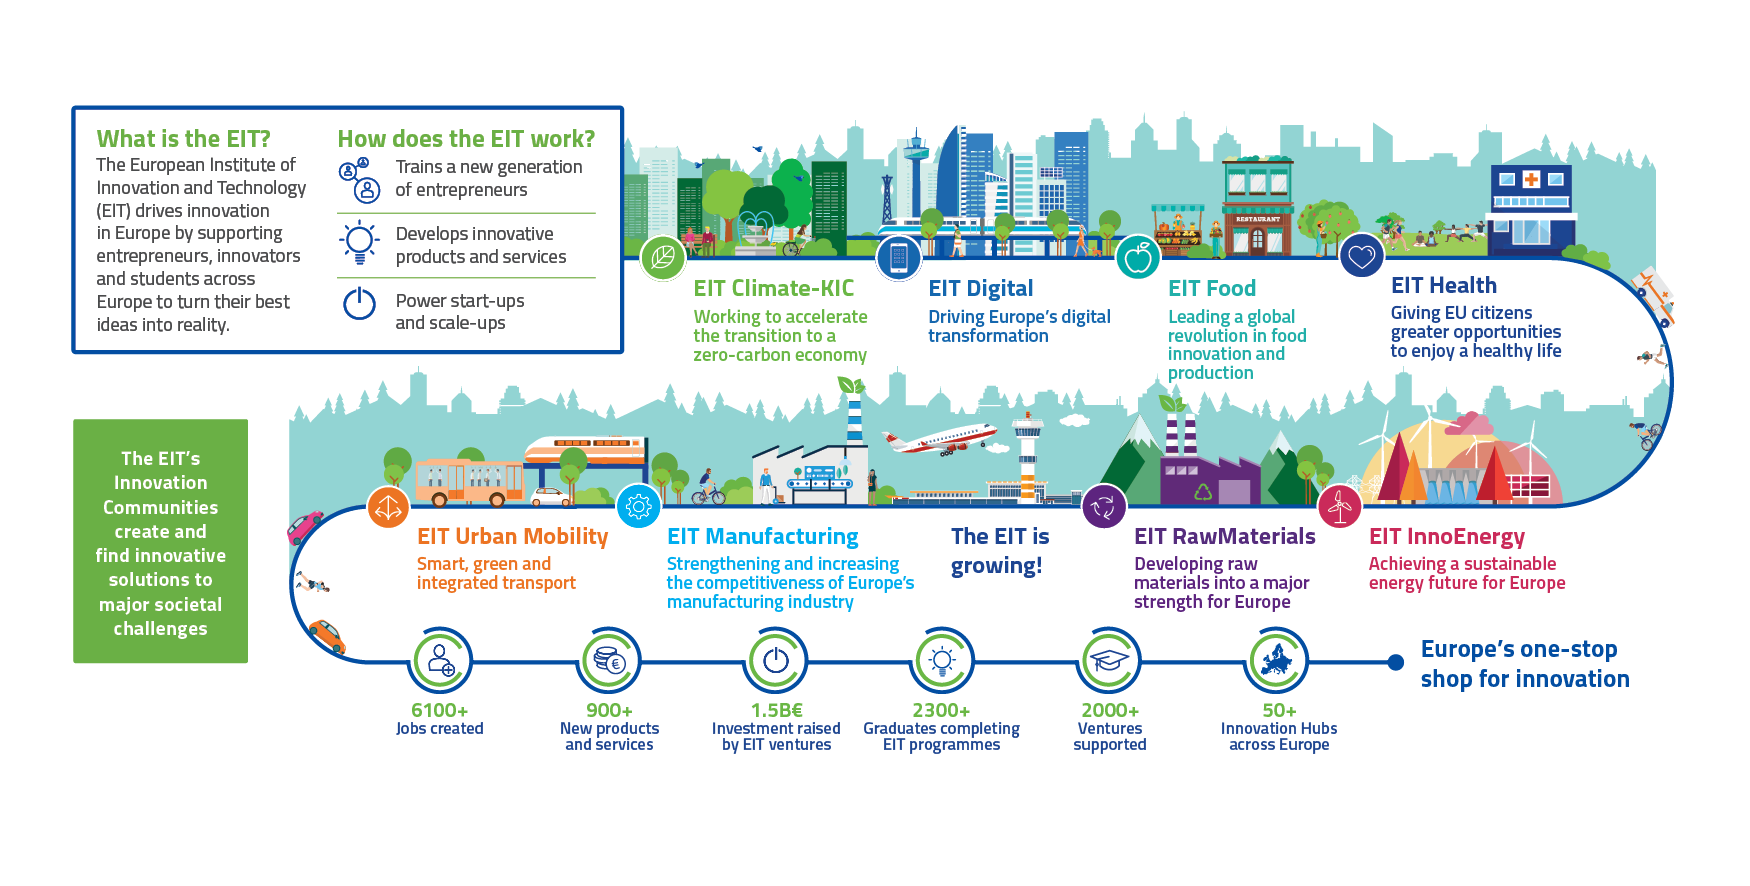 What is the EIT?
The European Institute of
Innovation and Technology
(EIT) drives innovation
in Europe by supporting
entrepreneurs, innovators
and students across
Europe to turn their best
ideas into reality.
How does the EIT work?
Trains a new generation
of entrepreneurs
Develops innovative
products and services
Power start-ups
and scale-ups
RESTAURANT
EIT Climate-KIC
Working to accelerate
the transition to a
zero-carbon economy
EIT Digital
Driving Europe's digital
transformation
EIT Food
Leading a global
revolution in food
innovation and
production
EIT Health
Giving EU citizens
greater opportunities
to enjoy a healthy life
The EIT's
Innovation
Communities
create and
find innovative
solutions to
major societal
challenges
EIT Urban Mobility
Smart, green and
integrated transport
EIT Manufacturing
Strengthening and increasing
the competitiveness of Europe's
manufacturing industry
The EIT is
growing!
EIT RawMaterials
Developing raw
materials into a major
strength for Europe
EIT InnoEnergy
Achieving a sustainable
energy future for Europe
€
6100+
Jobs created
900+
New products
and services
1.5B€
Investment raised
by EIT ventures
2300+
Graduates completing
EIT programmes
2000+
Ventures
supported
50+
Innovation Hubs
across Europe
Europe's one-stop
shop for innovation